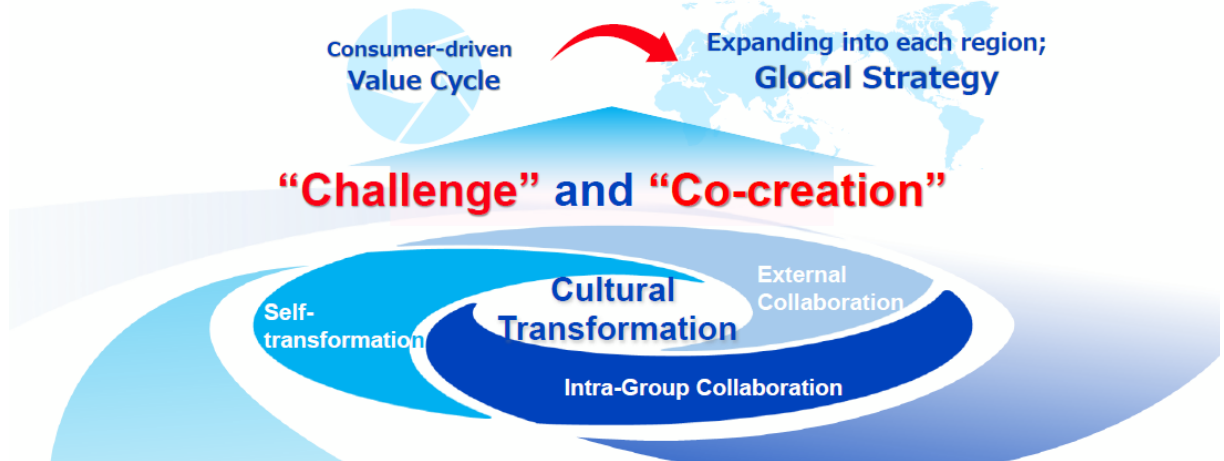 Consumer-driven
Value Cycle
Expanding into each region;
Glocal Strategy
“Challenge” and “Co-creation”
External
Collaboration
Cultural
Transformation
Self-
transformation
Intra-Group Collaboration